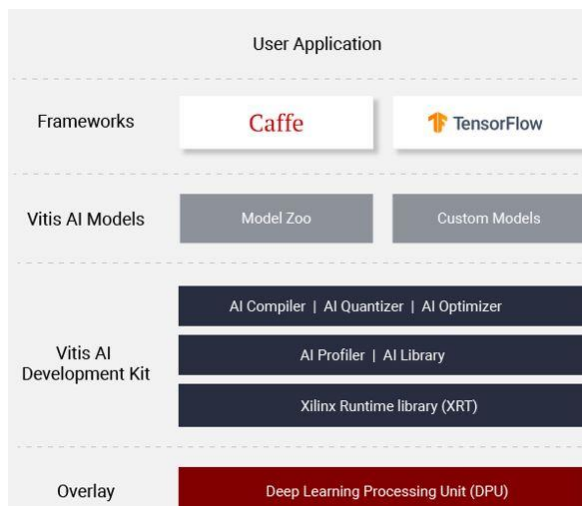 User Application
Frameworks
Caffe
TensorFlow
Vitis AI Models
Model Zoo
Custom Models
Vitis AI
Development Kit
AI Compiler | AI Quantizer | AI Optimizer
AI Profiler | AI Library
Xilinx Runtime library (XRT)
Overlay
Deep Learning Processing Unit (DPU)